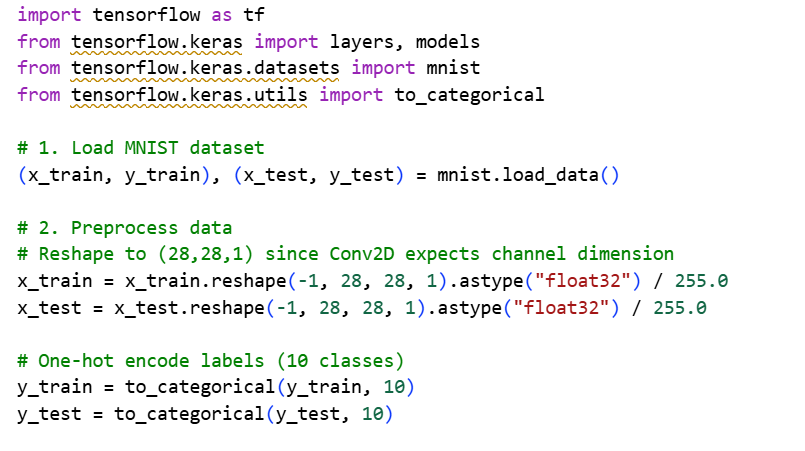 import tensorflow as tf
from tensorflow.keras import layers, models
from tensorflow.keras.datasets import mnist
from tensorflow.keras.utils import to_categorical
# 1. Load MNIST dataset
(x_train, y_train), (x_test, y_test) = mnist.load_data()
# 2. Preprocess data
# Reshape to (28,28,1) since Conv2D expects channel dimension
x_train = x_train.reshape(-1, 28, 28, 1).astype("float32") / 255.0
x_test = x_test.reshape(-1, 28, 28, 1).astype("float32") / 255.0
# One-hot encode labels (10 classes)
y_train = to_categorical(y_train, 10)
y_test = to_categorical(y_test, 10)